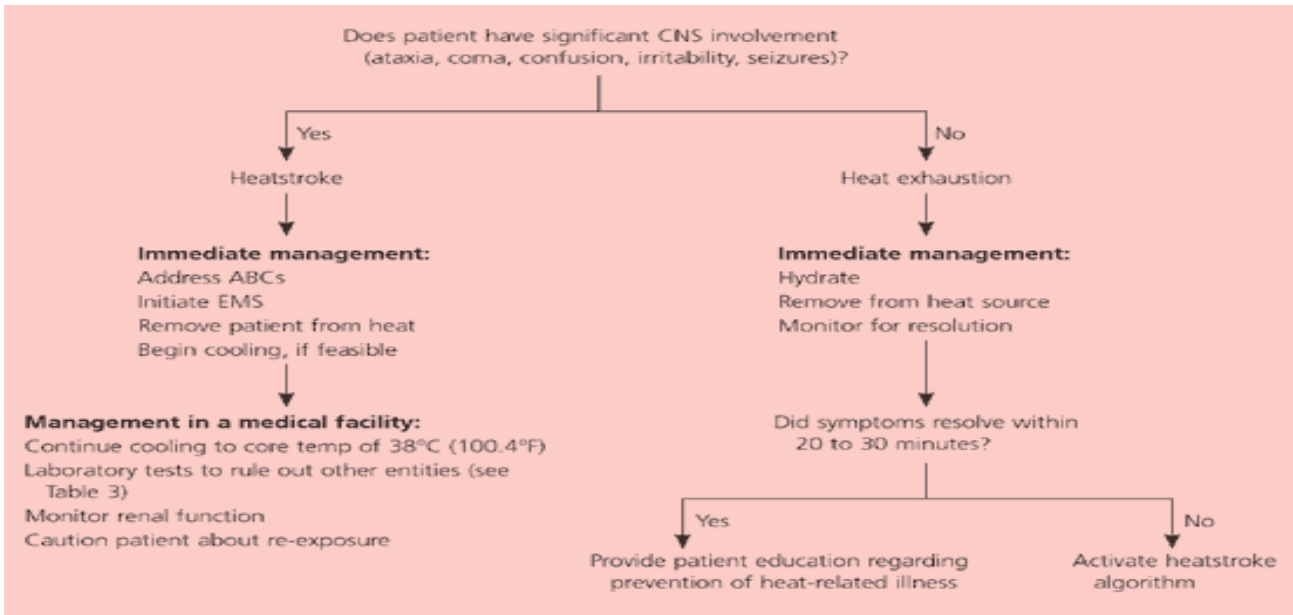 Does patient have significant CNS involvement
(ataxia, coma, confusion, irritability, seizures)?
Yes
No
Heatstroke
Heat exhaustion
Immediate management:
Address ABCs
Initiate EMS
Remove patient from heat
Begin cooling, if feasible
Immediate management:
Hydrate
Remove from heat source
Monitor for resolution
Management in a medical facility:
Continue cooling to core temp of 38°C (100.4°F)
Laboratory tests to rule out other entities (see
Table 3)
Monitor renal function
Caution patient about re-exposure
Did symptoms resolve within
20 to 30 minutes?
Yes
No
Provide patient education regarding
prevention of heat-related illness
Activate heatstroke
algorithm